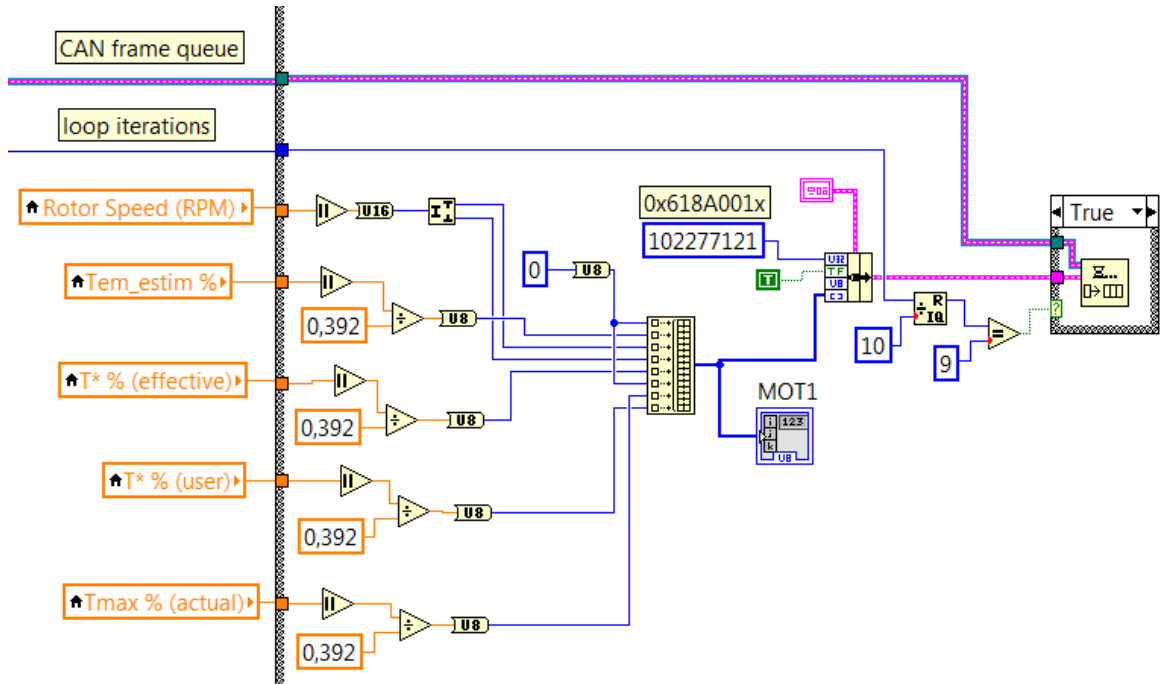 CAN frame queue
loop iterations
Rotor Speed (RPM)
U16
0x618A001x
102277121
True
0
U8
U32
TF
U8
T
Tem_estim %
0,392
U8
R
IQ
10
9
T* % (effective)
0,392
U8
MOT1
123
i
j
k
U8
T* % (user)
0,392
U8
Tmax % (actual)
0,392
U8